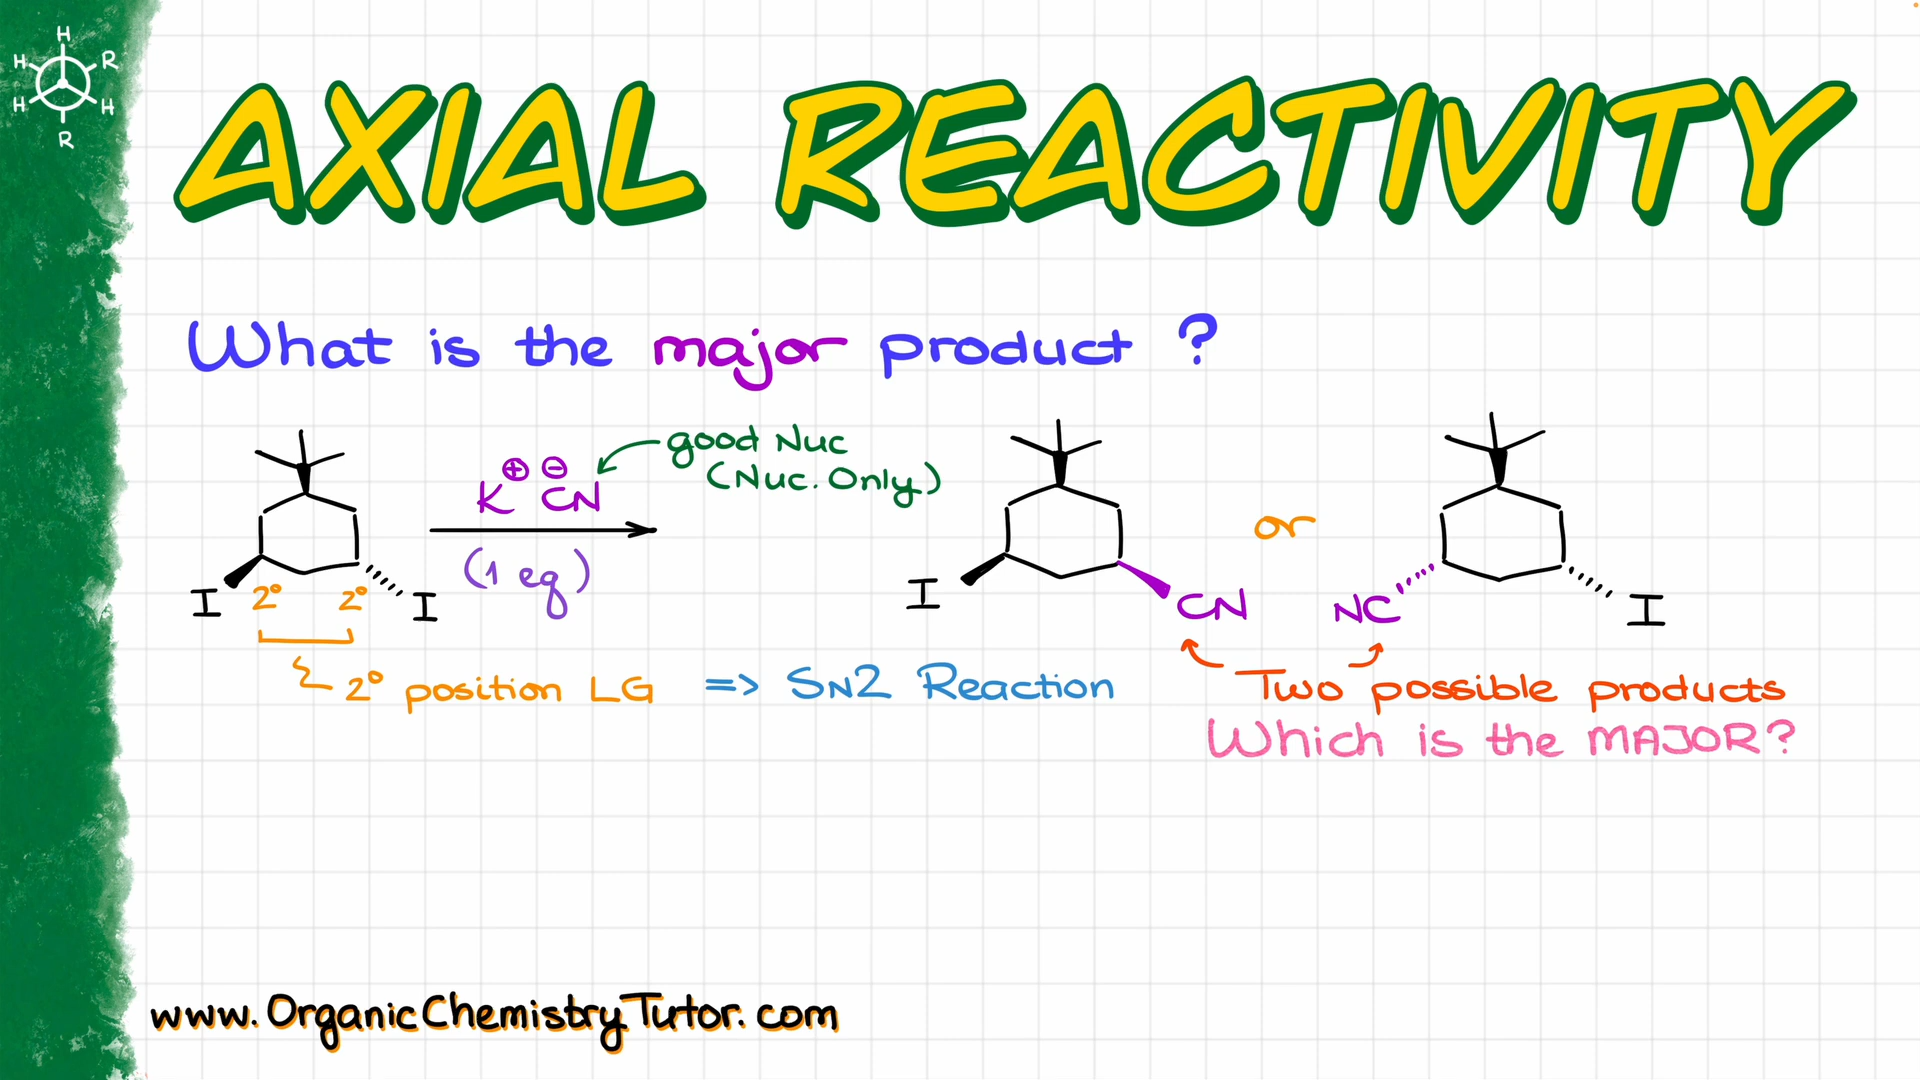 H
H R
H H
R
AXIAL REACTIVITY
What is the major product ?
K⊕ CN⊖
(1 eq)
good Nuc
(Nuc. Only)
or
I 2° 2° I
I CN
NC I
2° position LG => SN2 Reaction
Two possible products
Which is the MAJOR?
www.OrganicChemistryTutor.com